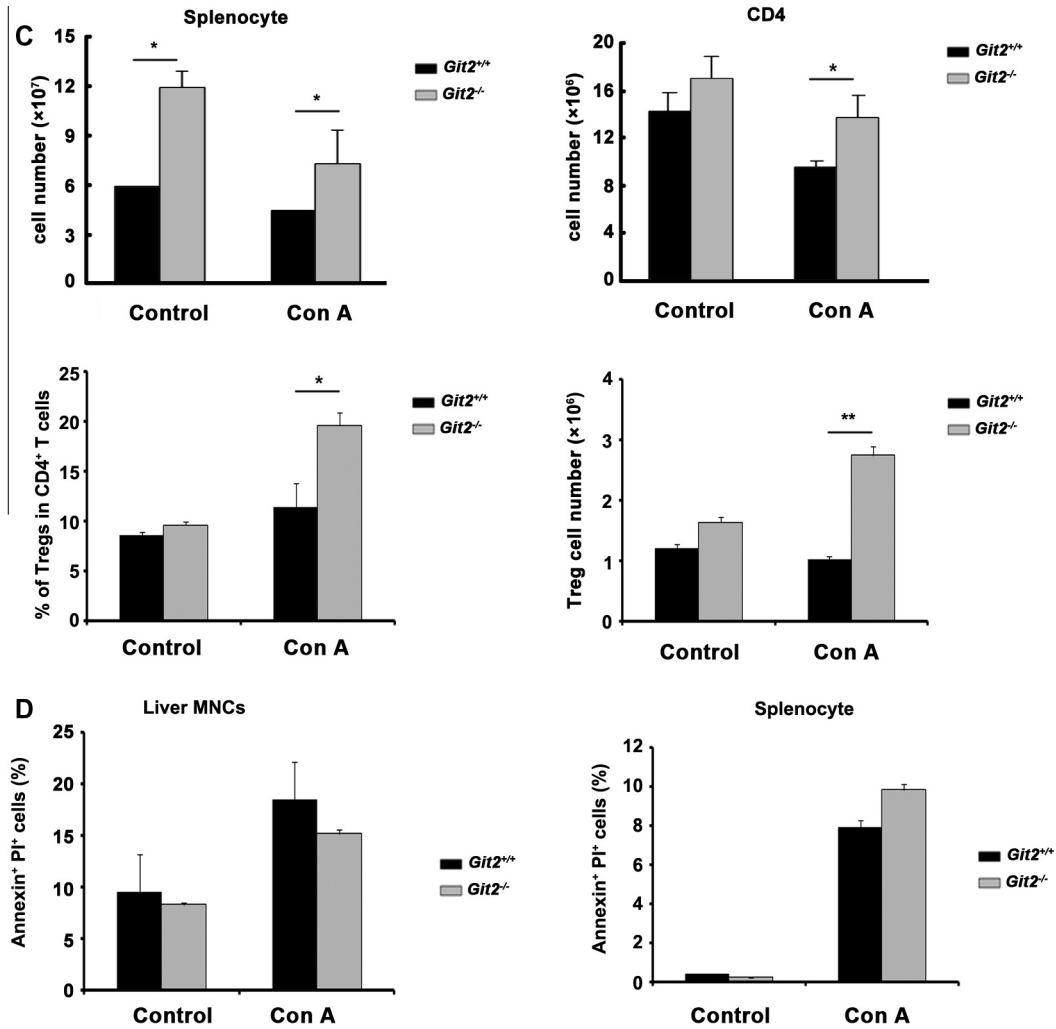 C
Splenocyte
cell number (×10⁷)
15
12
9
6
3
0
*
*
Control
Con A
Git2⁺/⁺
Git2⁻/⁻
CD4
cell number (×10⁶)
20
16
12
8
4
0
*
Control
Con A
Git2⁺/⁺
Git2⁻/⁻
% of Tregs in CD4⁺ T cells
25
20
15
10
5
0
*
Control
Con A
Git2⁺/⁺
Git2⁻/⁻
Treg cell number (×10⁶)
4
3
2
1
0
**
Control
Con A
Git2⁺/⁺
Git2⁻/⁻
D
Liver MNCs
Annexin⁺ PI⁺ cells (%)
25
20
15
10
5
0
Control
Con A
Git2⁺/⁺
Git2⁻/⁻
Splenocyte
Annexin⁺ PI⁺ cells (%)
12
10
8
6
4
2
0
Control
Con A
Git2⁺/⁺
Git2⁻/⁻